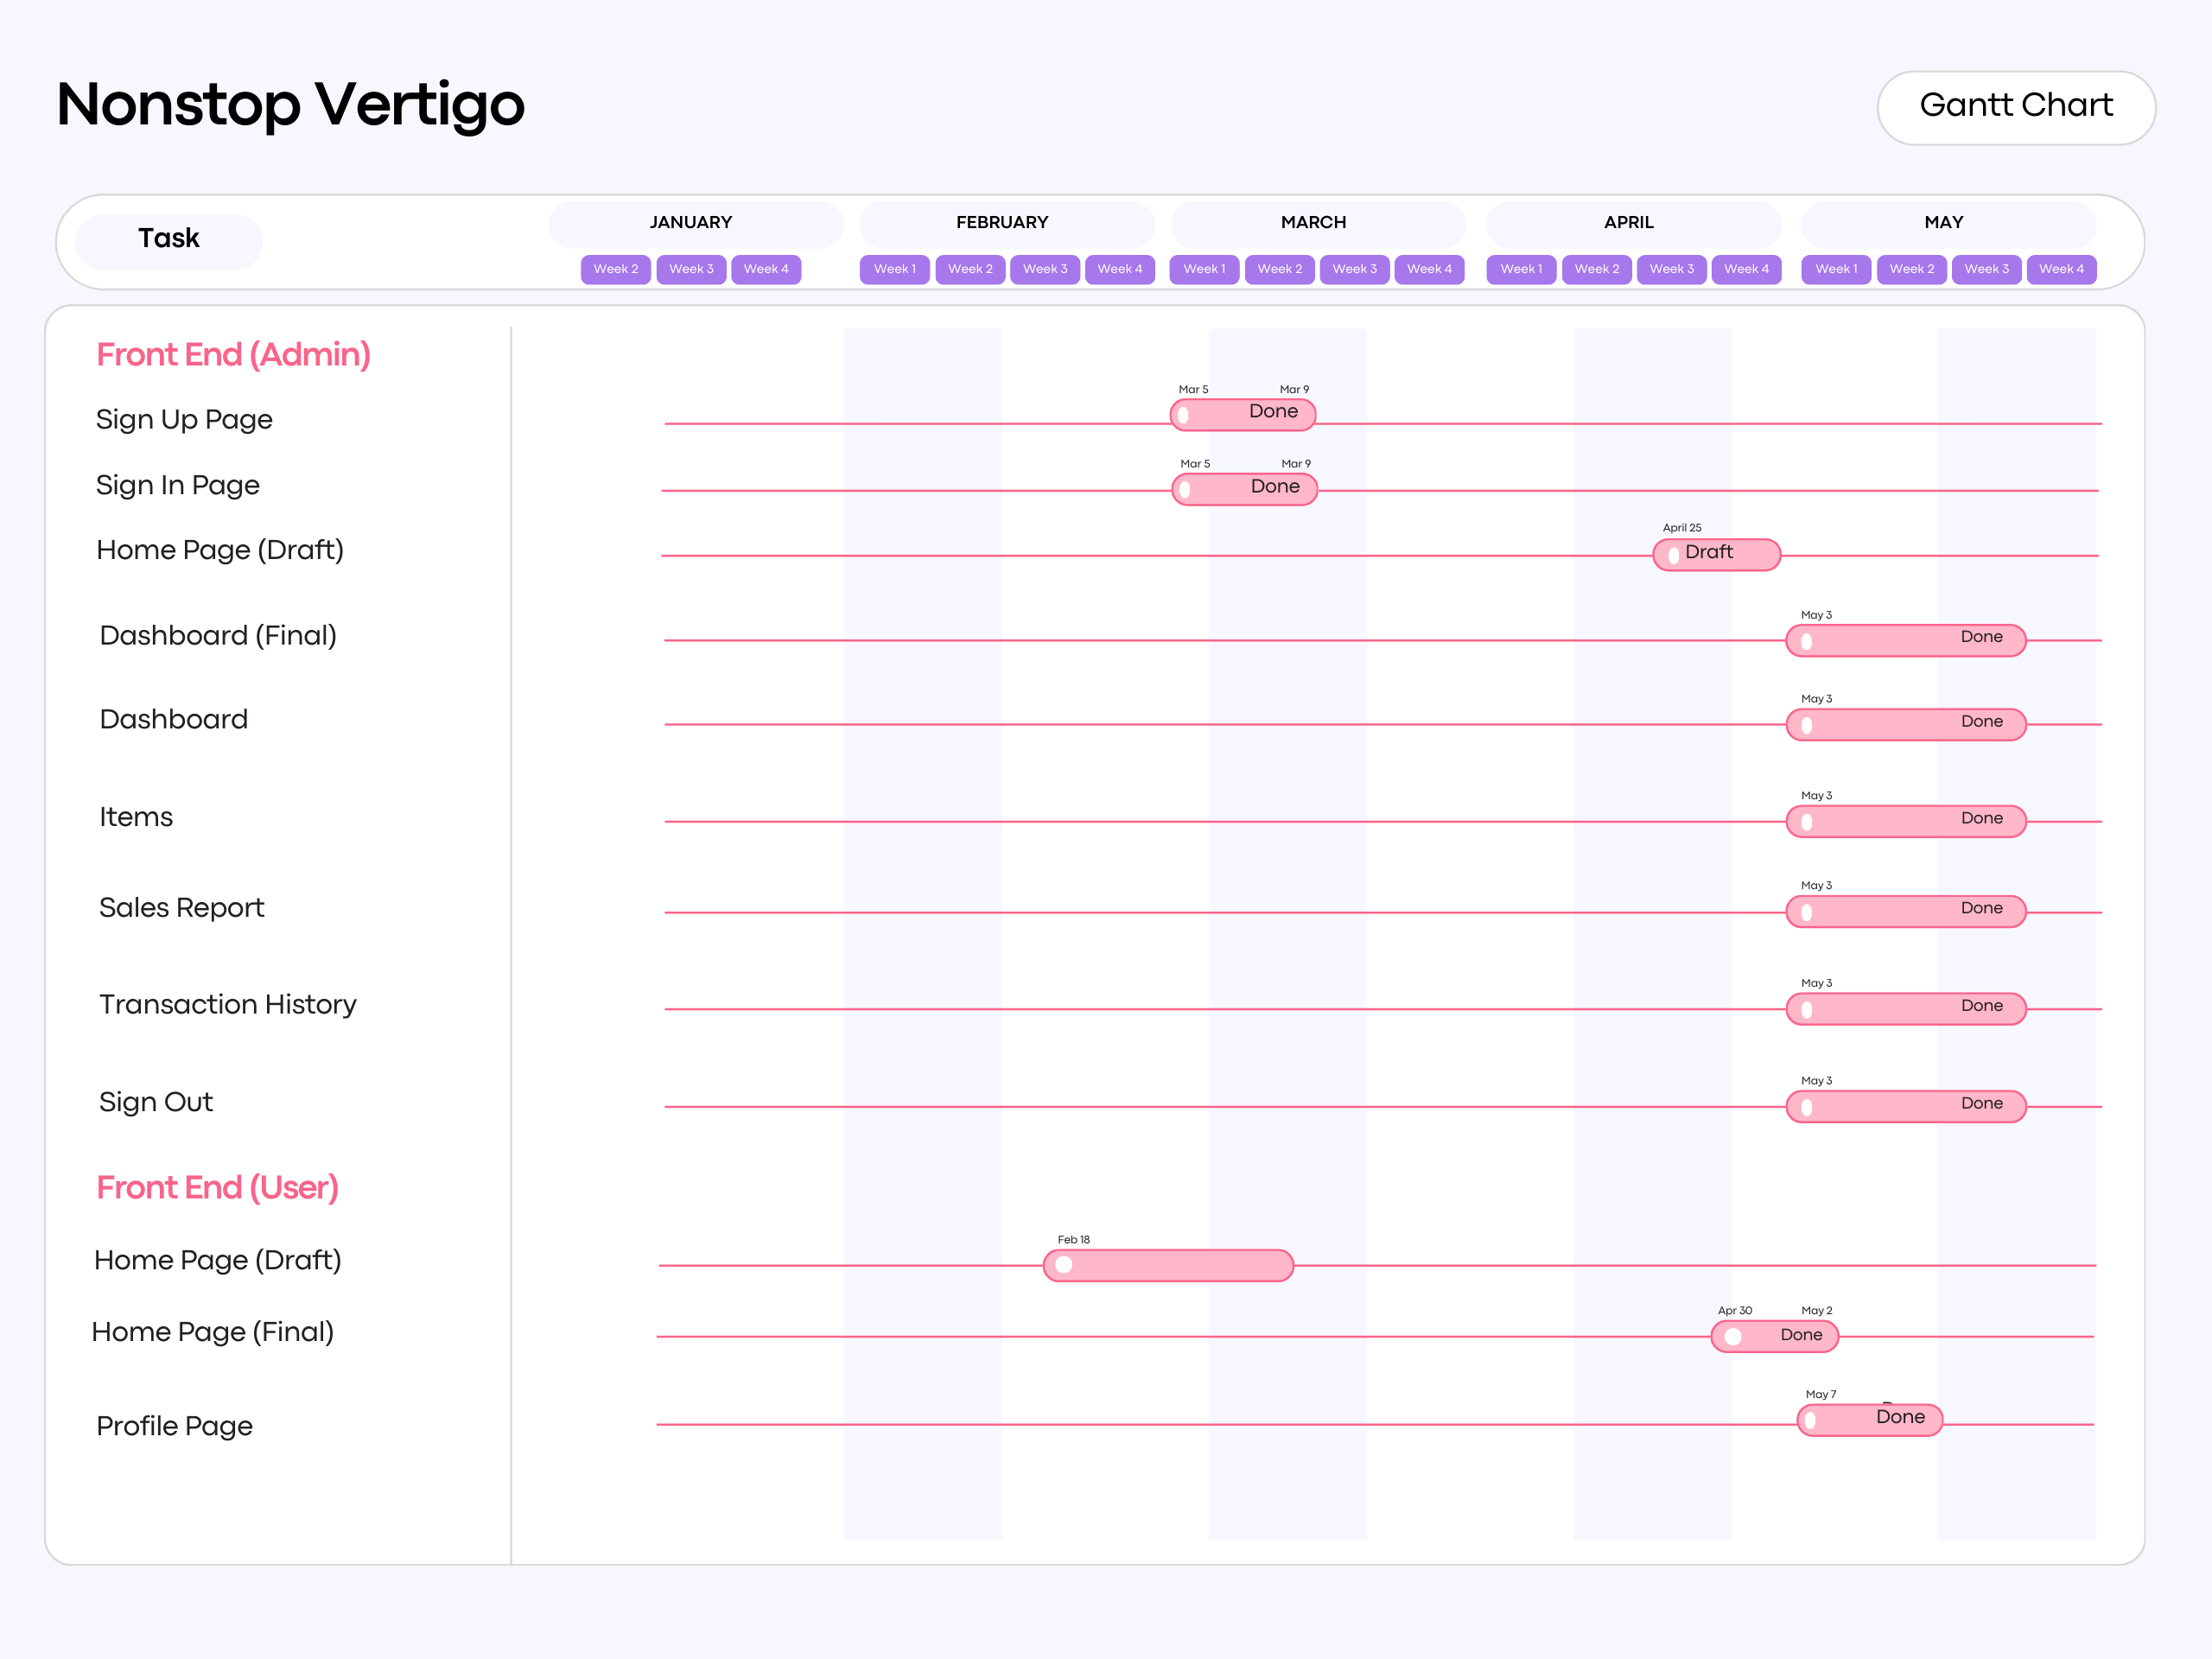 Nonstop Vertigo
Gantt Chart
Task
JANUARY FEBRUARY MARCH APRIL MAY
Week 2 Week 3 Week 4 Week 1 Week 2 Week 3 Week 4 Week 1 Week 2 Week 3 Week 4 Week 1 Week 2 Week 3 Week 4 Week 1 Week 2 Week 3 Week 4
Front End (Admin)
Mar 5 Mar 9
Sign Up Page Done
Mar 5 Mar 9
Sign In Page Done
April 25
Home Page (Draft) Draft
May 3
Dashboard (Final) Done
May 3
Dashboard Done
May 3
Items Done
May 3
Sales Report Done
May 3
Transaction History Done
May 3
Sign Out Done
Front End (User)
Feb 18
Home Page (Draft)
Apr 30 May 2
Home Page (Final) Done
May 7
Profile Page Done